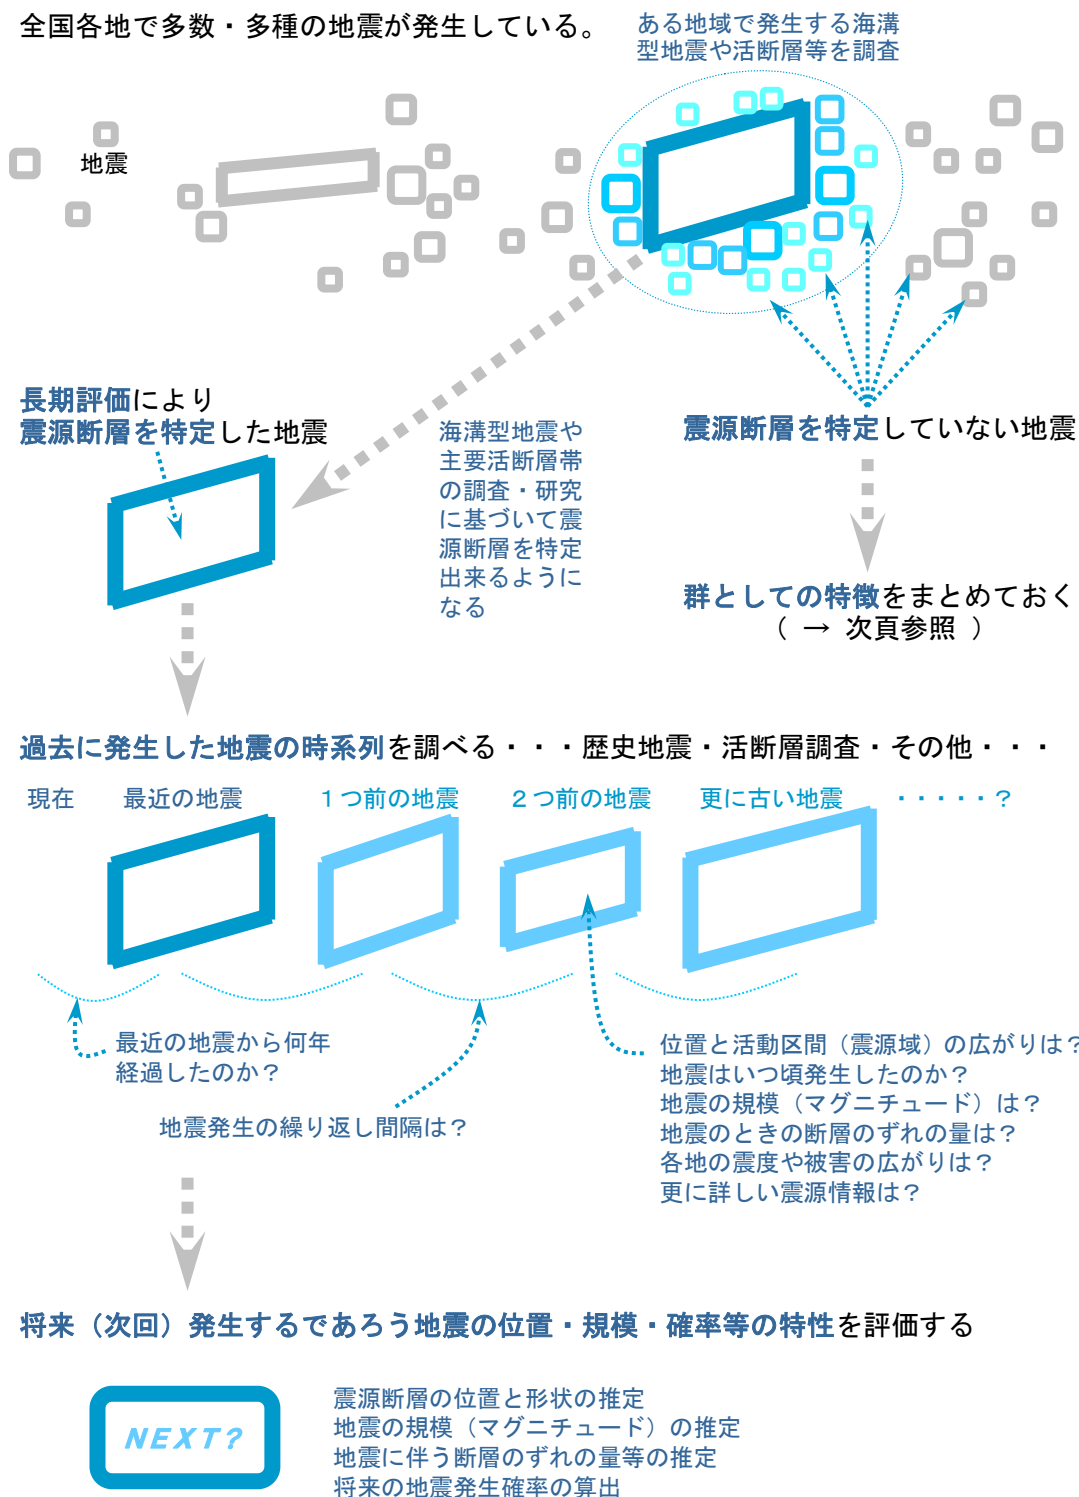 全国各地で多数・多種の地震が発生している。
ある地域で発生する海溝
型地震や活断層等を調査
地震
長期評価により
震源断層を特定した地震
海溝型地震や
主要活断層帯
の調査・研究
に基づいて震
源断層を特定
出来るように
なる
震源断層を特定していない地震
群としての特徴をまとめておく
（ → 次頁参照 ）
過去に発生した地震の時系列を調べる・・・歴史地震・活断層調査・その他・・・
現在 最近の地震 １つ前の地震 ２つ前の地震 更に古い地震 ・・・・・？
最近の地震から何年
経過したのか？
地震発生の繰り返し間隔は？
位置と活動区間（震源域）の広がりは？
地震はいつ頃発生したのか？
地震の規模（マグニチュード）は？
地震のときの断層のずれの量は？
各地の震度や被害の広がりは？
更に詳しい震源情報は？
将来（次回）発生するであろう地震の位置・規模・確率等の特性を評価する
NEXT?
震源断層の位置と形状の推定
地震の規模（マグニチュード）の推定
地震に伴う断層のずれの量等の推定
将来の地震発生確率の算出